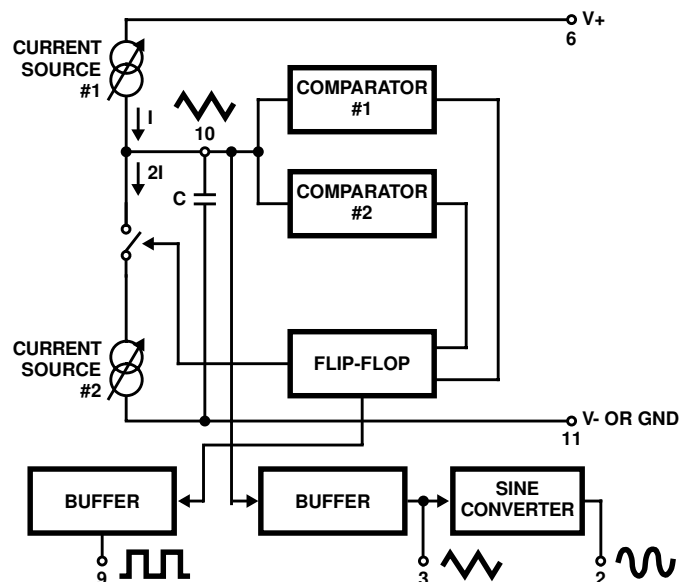 V+
6
CURRENT
SOURCE
#1
I
10
2I
C
COMPARATOR
#1
COMPARATOR
#2
CURRENT
SOURCE
#2
FLIP-FLOP
V- OR GND
11
BUFFER
BUFFER
SINE
CONVERTER
9
3
2